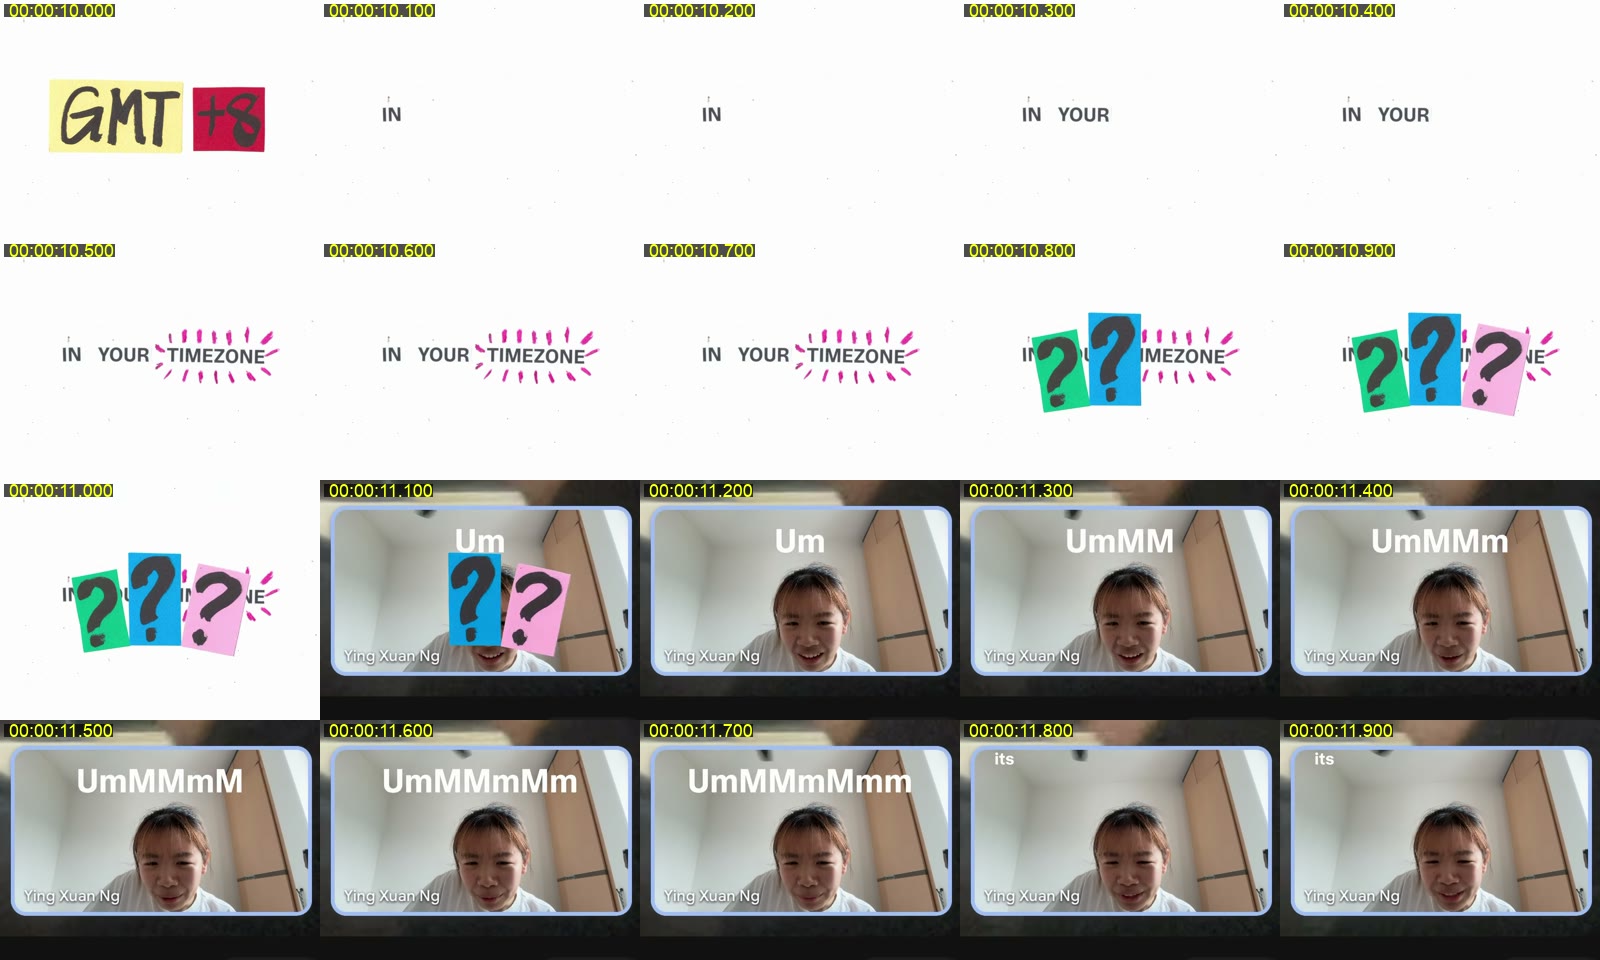 00:00:10.000
GMT +8
00:00:10.100
IN
00:00:10.200
IN
00:00:10.300
IN YOUR
00:00:10.400
IN YOUR
00:00:10.500
IN YOUR TIMEZONE
00:00:10.600
IN YOUR TIMEZONE
00:00:10.700
IN YOUR TIMEZONE
00:00:10.800
? ? IMEZONE
00:00:10.900
? ? ? NE
00:00:11.000
? ? ? NE
00:00:11.100
Um
? ?
Ying Xuan Ng
00:00:11.200
Um
Ying Xuan Ng
00:00:11.300
UmMM
Ying Xuan Ng
00:00:11.400
UmMMm
Ying Xuan Ng
00:00:11.500
UmMMmM
Ying Xuan Ng
00:00:11.600
UmMMmMm
Ying Xuan Ng
00:00:11.700
UmMMmMmm
Ying Xuan Ng
00:00:11.800
its
Ying Xuan Ng
00:00:11.900
its
Ying Xuan Ng